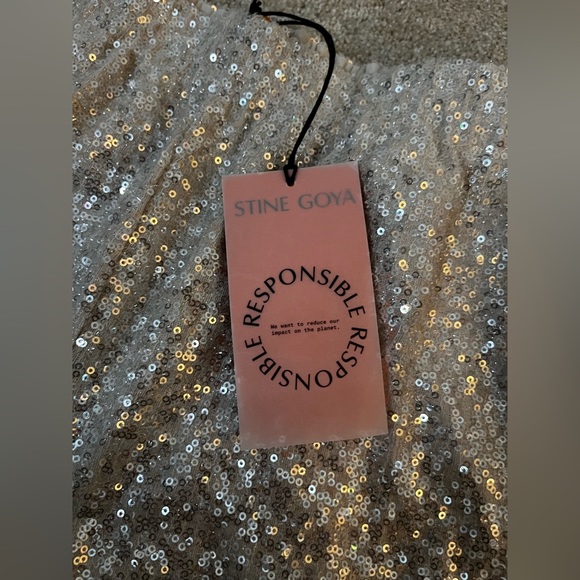 STINE GOYA
RESPONSIBLE RESPONSIBLE
We want to reduce our
impact on the planet.